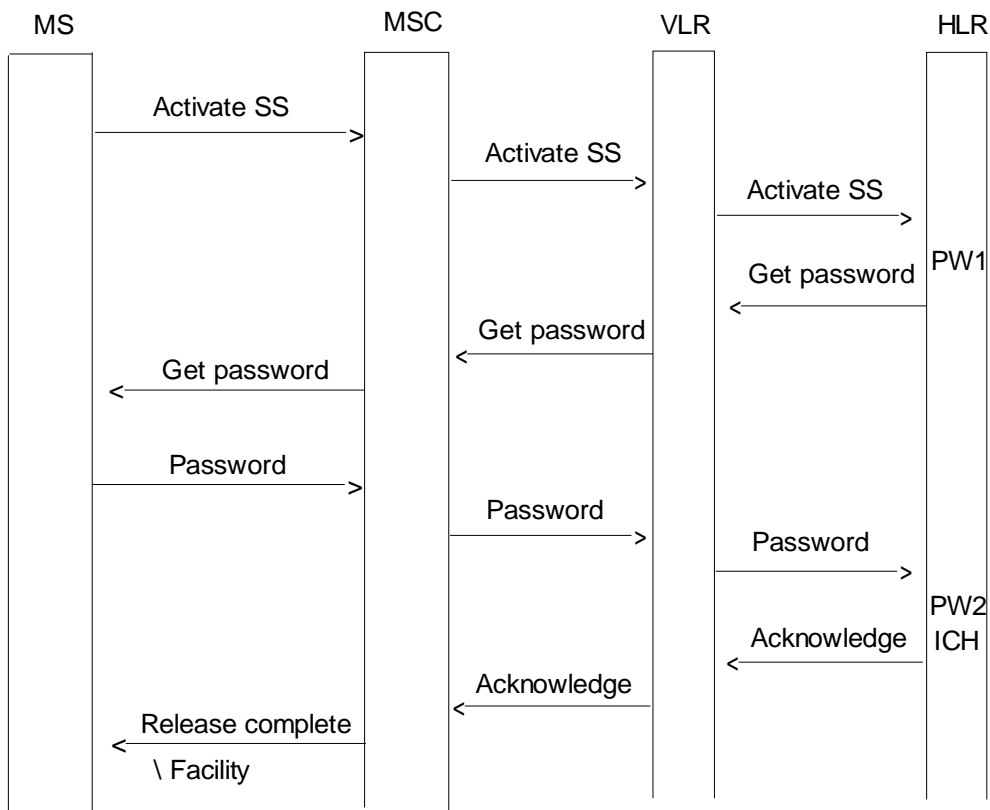 MS
MSC
VLR
HLR
Activate SS
>
Activate SS
>
Activate SS
>
PW1
Get password
<
Get password
<
Get password
<
Password
>
Password
>
Password
>
PW2
ICH
Acknowledge
<
Acknowledge
<
Release complete
<
\ Facility